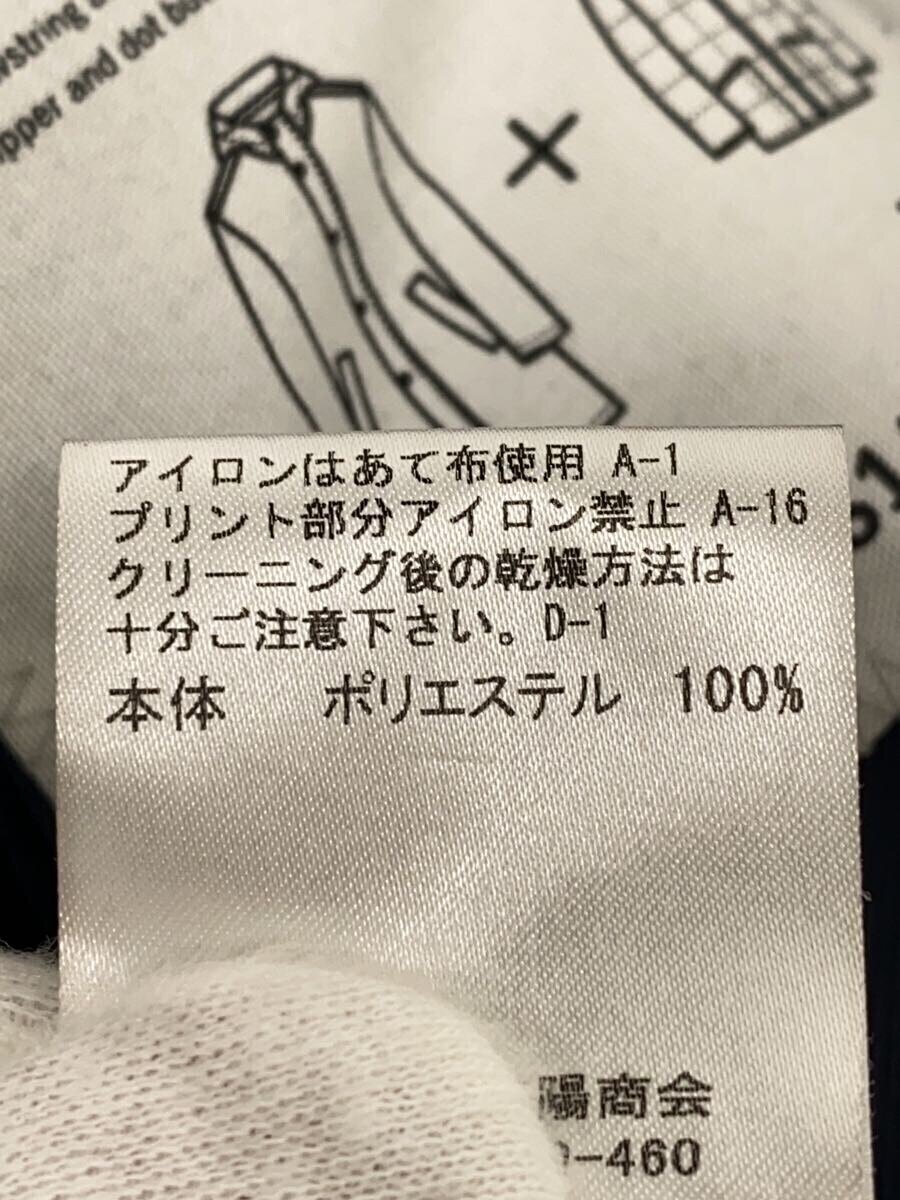 and dot
アイロンはあて布使用 A-1
プリント部分アイロン禁止 A-16
クリーニング後の乾燥方法は
十分ご注意下さい。D-1
本体 ポリエステル 100%
陽商会
-460